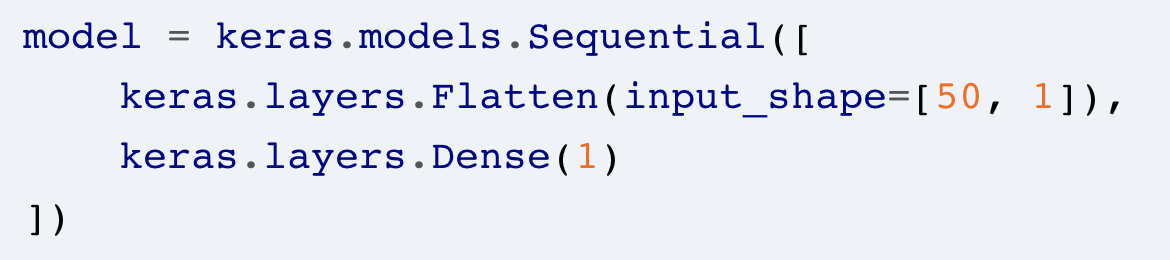 model = keras.models.Sequential([
    keras.layers.Flatten(input_shape=[50, 1]),
    keras.layers.Dense(1)
])